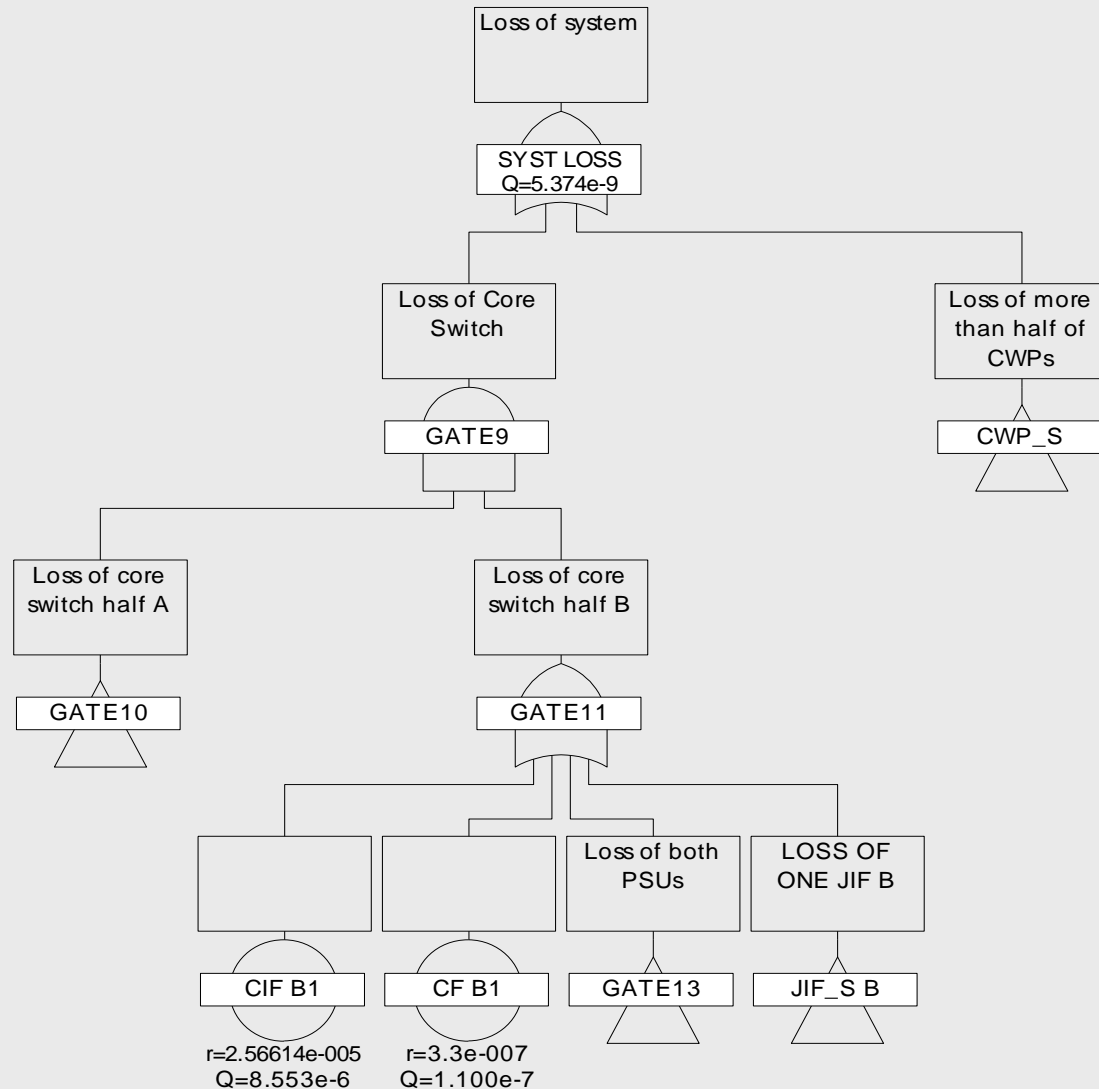 Loss of system
SYST LOSS
Q=5.374e-9
Loss of Core
Switch
Loss of more
than half of
CWPs
GATE9
CWP_S
Loss of core
switch half A
Loss of core
switch half B
GATE10
GATE11
Loss of both
PSUs
LOSS OF
ONE JIF B
CIF B1
CF B1
GATE13
JIF_S B
r=2.56614e-005
Q=8.553e-6
r=3.3e-007
Q=1.100e-7